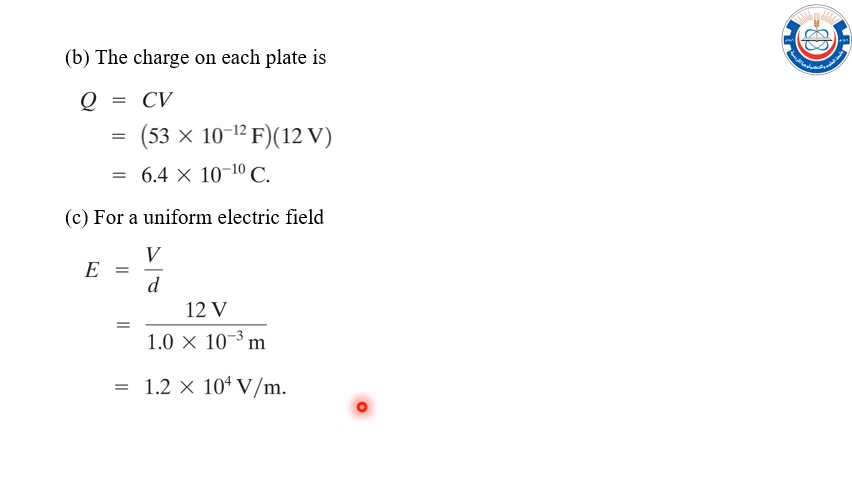 (b) The charge on each plate is
Q = CV
= (53 × 10⁻¹² F)(12 V)
= 6.4 × 10⁻¹⁰ C.
(c) For a uniform electric field
E = V/d
= 12 V / 1.0 × 10⁻³ m
= 1.2 × 10⁴ V/m.